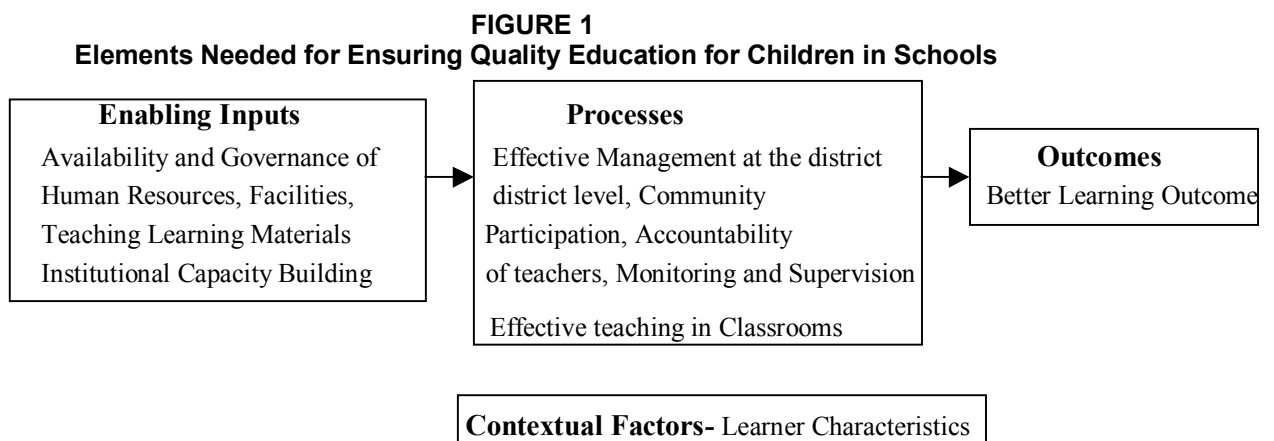 FIGURE 1
Elements Needed for Ensuring Quality Education for Children in Schools
Enabling Inputs
Availability and Governance of
Human Resources, Facilities,
Teaching Learning Materials
Institutional Capacity Building
Processes
Effective Management at the district
district level, Community
Participation, Accountability
of teachers, Monitoring and Supervision
Effective teaching in Classrooms
Outcomes
Better Learning Outcome
Contextual Factors- Learner Characteristics